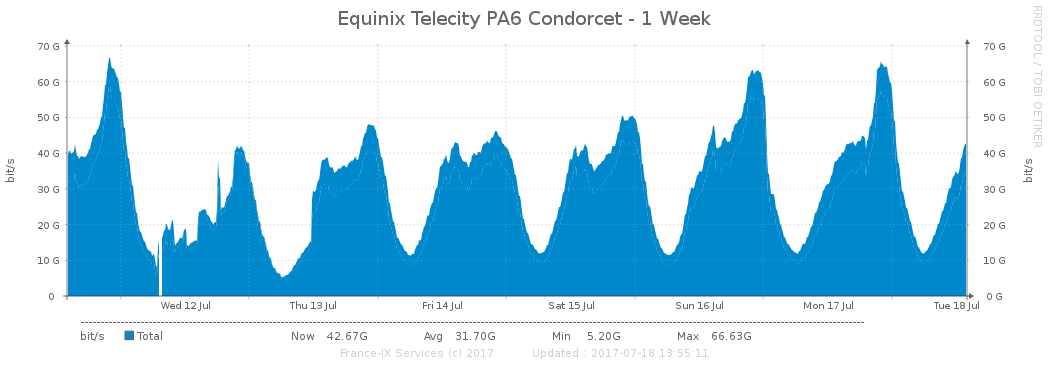 Equinix Telecity PA6 Condorcet - 1 Week
RRDTOOL / TOBI OETIKER
bit/s
70 G 70 G
60 G 60 G
50 G 50 G
40 G 40 G
30 G 30 G
20 G 20 G
10 G 10 G
0 0 G
bit/s
Wed 12 Jul Thu 13 Jul Fri 14 Jul Sat 15 Jul Sun 16 Jul Mon 17 Jul Tue 18 Jul
bit/s Total Now 42.67G Avg 31.70G Min 5.20G Max 66.63G
France-IX Services (c) 2017 Updated : 2017-07-18 13:55:11